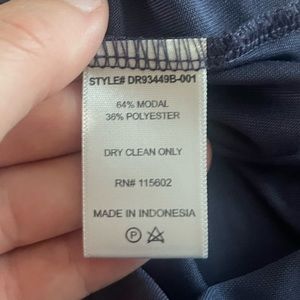 STYLE# DR93449B-001
64% MODAL
36% POLYESTER
DRY CLEAN ONLY
RN# 115602
MADE IN INDONESIA
P